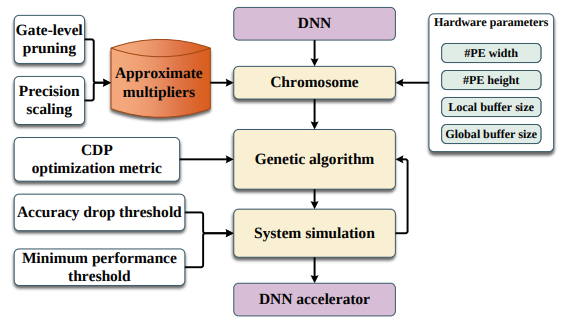 Gate-level
pruning
Precision
scaling
Approximate
multipliers
DNN
Chromosome
Hardware parameters
#PE width
#PE height
Local buffer size
Global buffer size
CDP
optimization metric
Genetic algorithm
Accuracy drop threshold
Minimum performance
threshold
System simulation
DNN accelerator